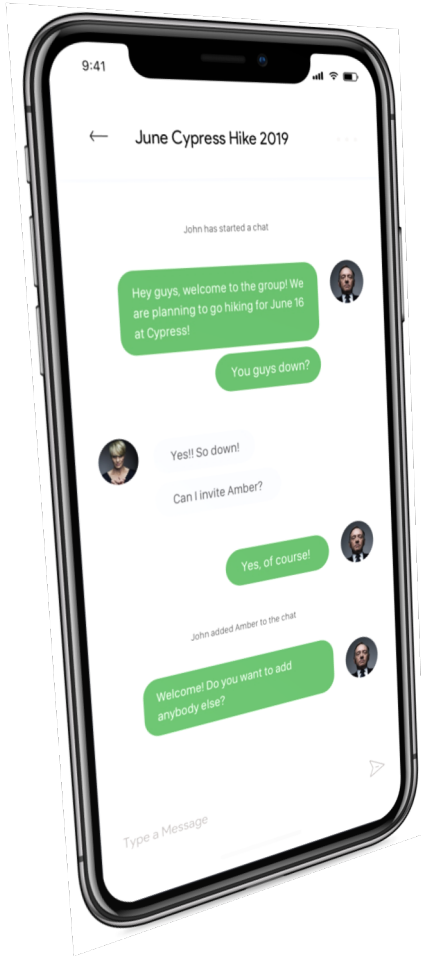 9:41
June Cypress Hike 2019
John has started a chat
Hey guys, welcome to the group! We
are planning to go hiking for June 16
at Cypress!
You guys down?
Yes!! So down!
Can I invite Amber?
Yes, of course!
John added Amber to the chat
Welcome! Do you want to add
anybody else?
Type a Message